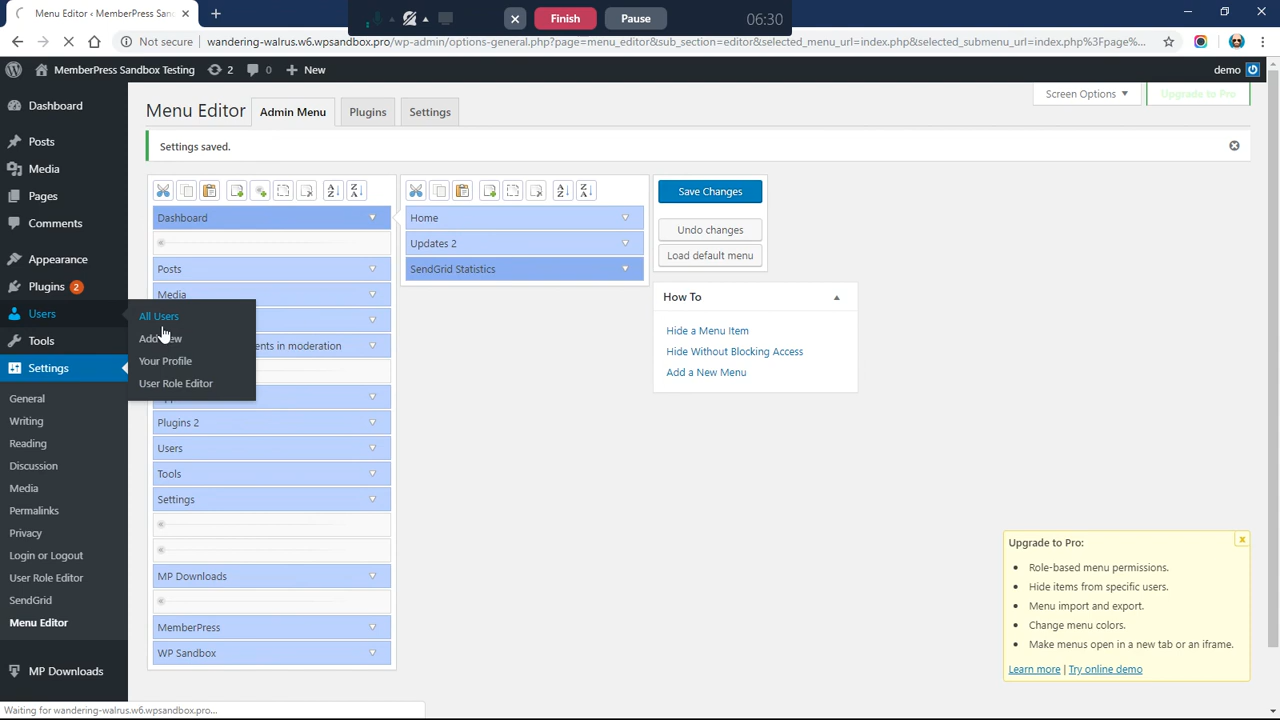 Menu Editor ‹ MemberPress San
Finish
Pause
06:30
Not secure
wandering-walrus.w6.wpsandbox.pro/wp-admin/options-general.php?page=menu_editor&sub_section=editor&selected_menu_url=index.php&selected_submenu_url=index.php%3Fpage%...
MemberPress Sandbox Testing
2
0
New
demo
Dashboard
Posts
Media
Pages
Comments
Appearance
Plugins 2
Users
Tools
Settings
General
Writing
Reading
Discussion
Media
Permalinks
Privacy
Login or Logout
User Role Editor
SendGrid
Menu Editor
MP Downloads
All Users
Add New
Your Profile
User Role Editor
Menu Editor
Admin Menu
Plugins
Settings
Screen Options
Upgrade to Pro
Settings saved.
Dashboard
Posts
Media
ents in moderation
Plugins 2
Users
Tools
Settings
MP Downloads
MemberPress
WP Sandbox
Home
Updates 2
SendGrid Statistics
Save Changes
Undo changes
Load default menu
How To
Hide a Menu Item
Hide Without Blocking Access
Add a New Menu
Upgrade to Pro:
Role-based menu permissions.
Hide items from specific users.
Menu import and export.
Change menu colors.
Make menus open in a new tab or an iframe.
Learn more | Try online demo
Waiting for wandering-walrus.w6.wpsandbox.pro...